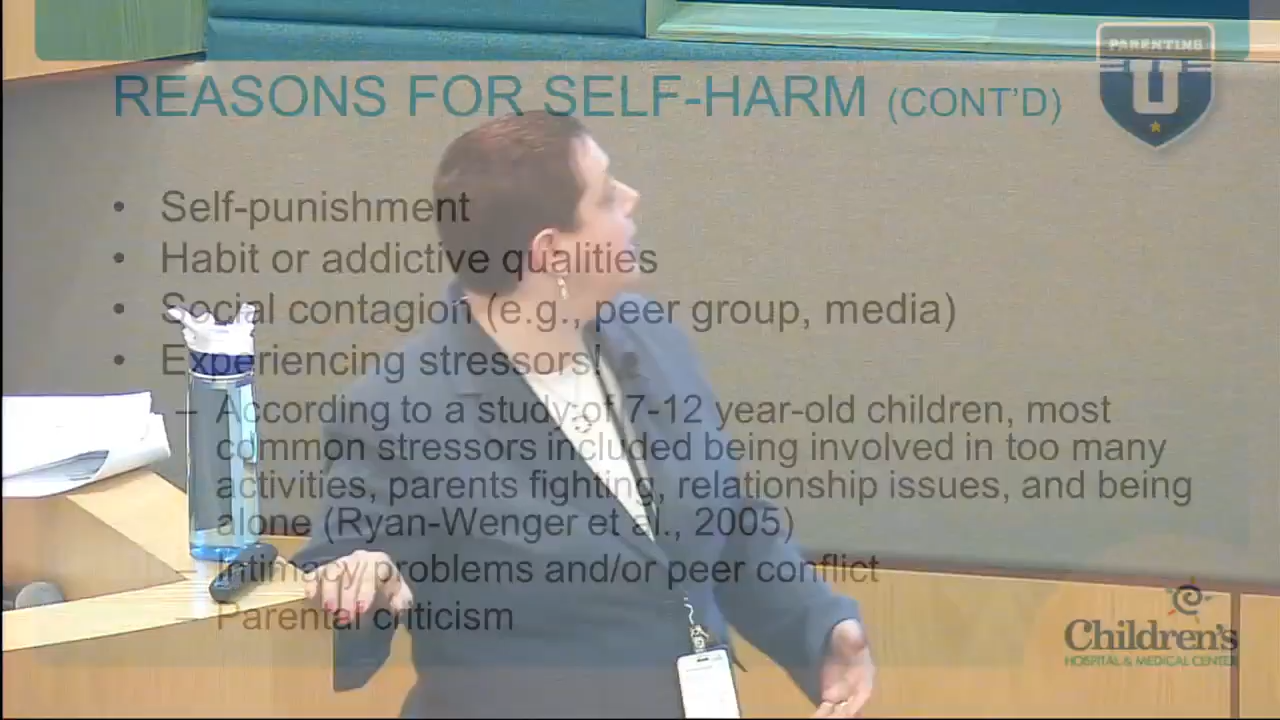 PARENTING
U
REASONS FOR SELF-HARM (CONT'D)
• Self-punishment
• Habit or addictive qualities
• Social contagion (e.g., peer group, media)
• Experiencing stressors!
– According to a study of 7-12 year-old children, most
common stressors included being involved in too many
activities, parents fighting, relationship issues, and being
alone (Ryan-Wenger et al., 2005)
– Intimacy problems and/or peer conflict
– Parental criticism
Children's
HOSPITAL & MEDICAL CENTER